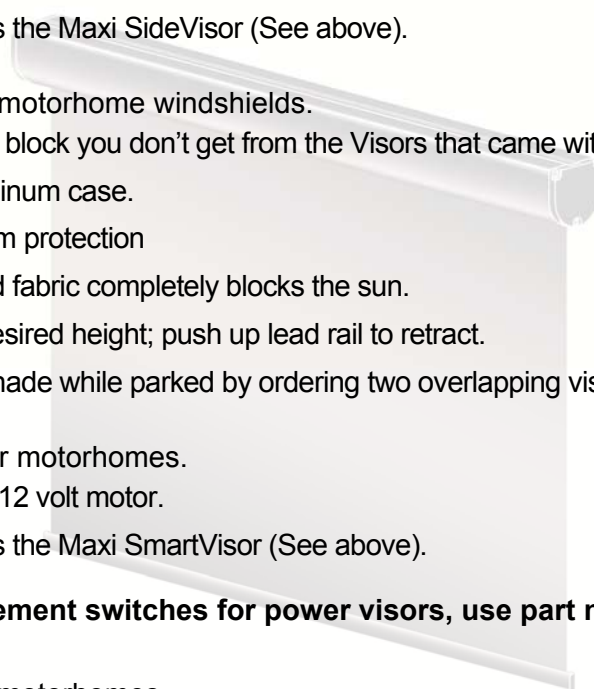 s the Maxi SideVisor (See above).
motorhome windshields.
block you don’t get from the Visors that came wit
inum case.
m protection
d fabric completely blocks the sun.
esired height; push up lead rail to retract.
hade while parked by ordering two overlapping vis
r motorhomes.
12 volt motor.
s the Maxi SmartVisor (See above).
ement switches for power visors, use part n